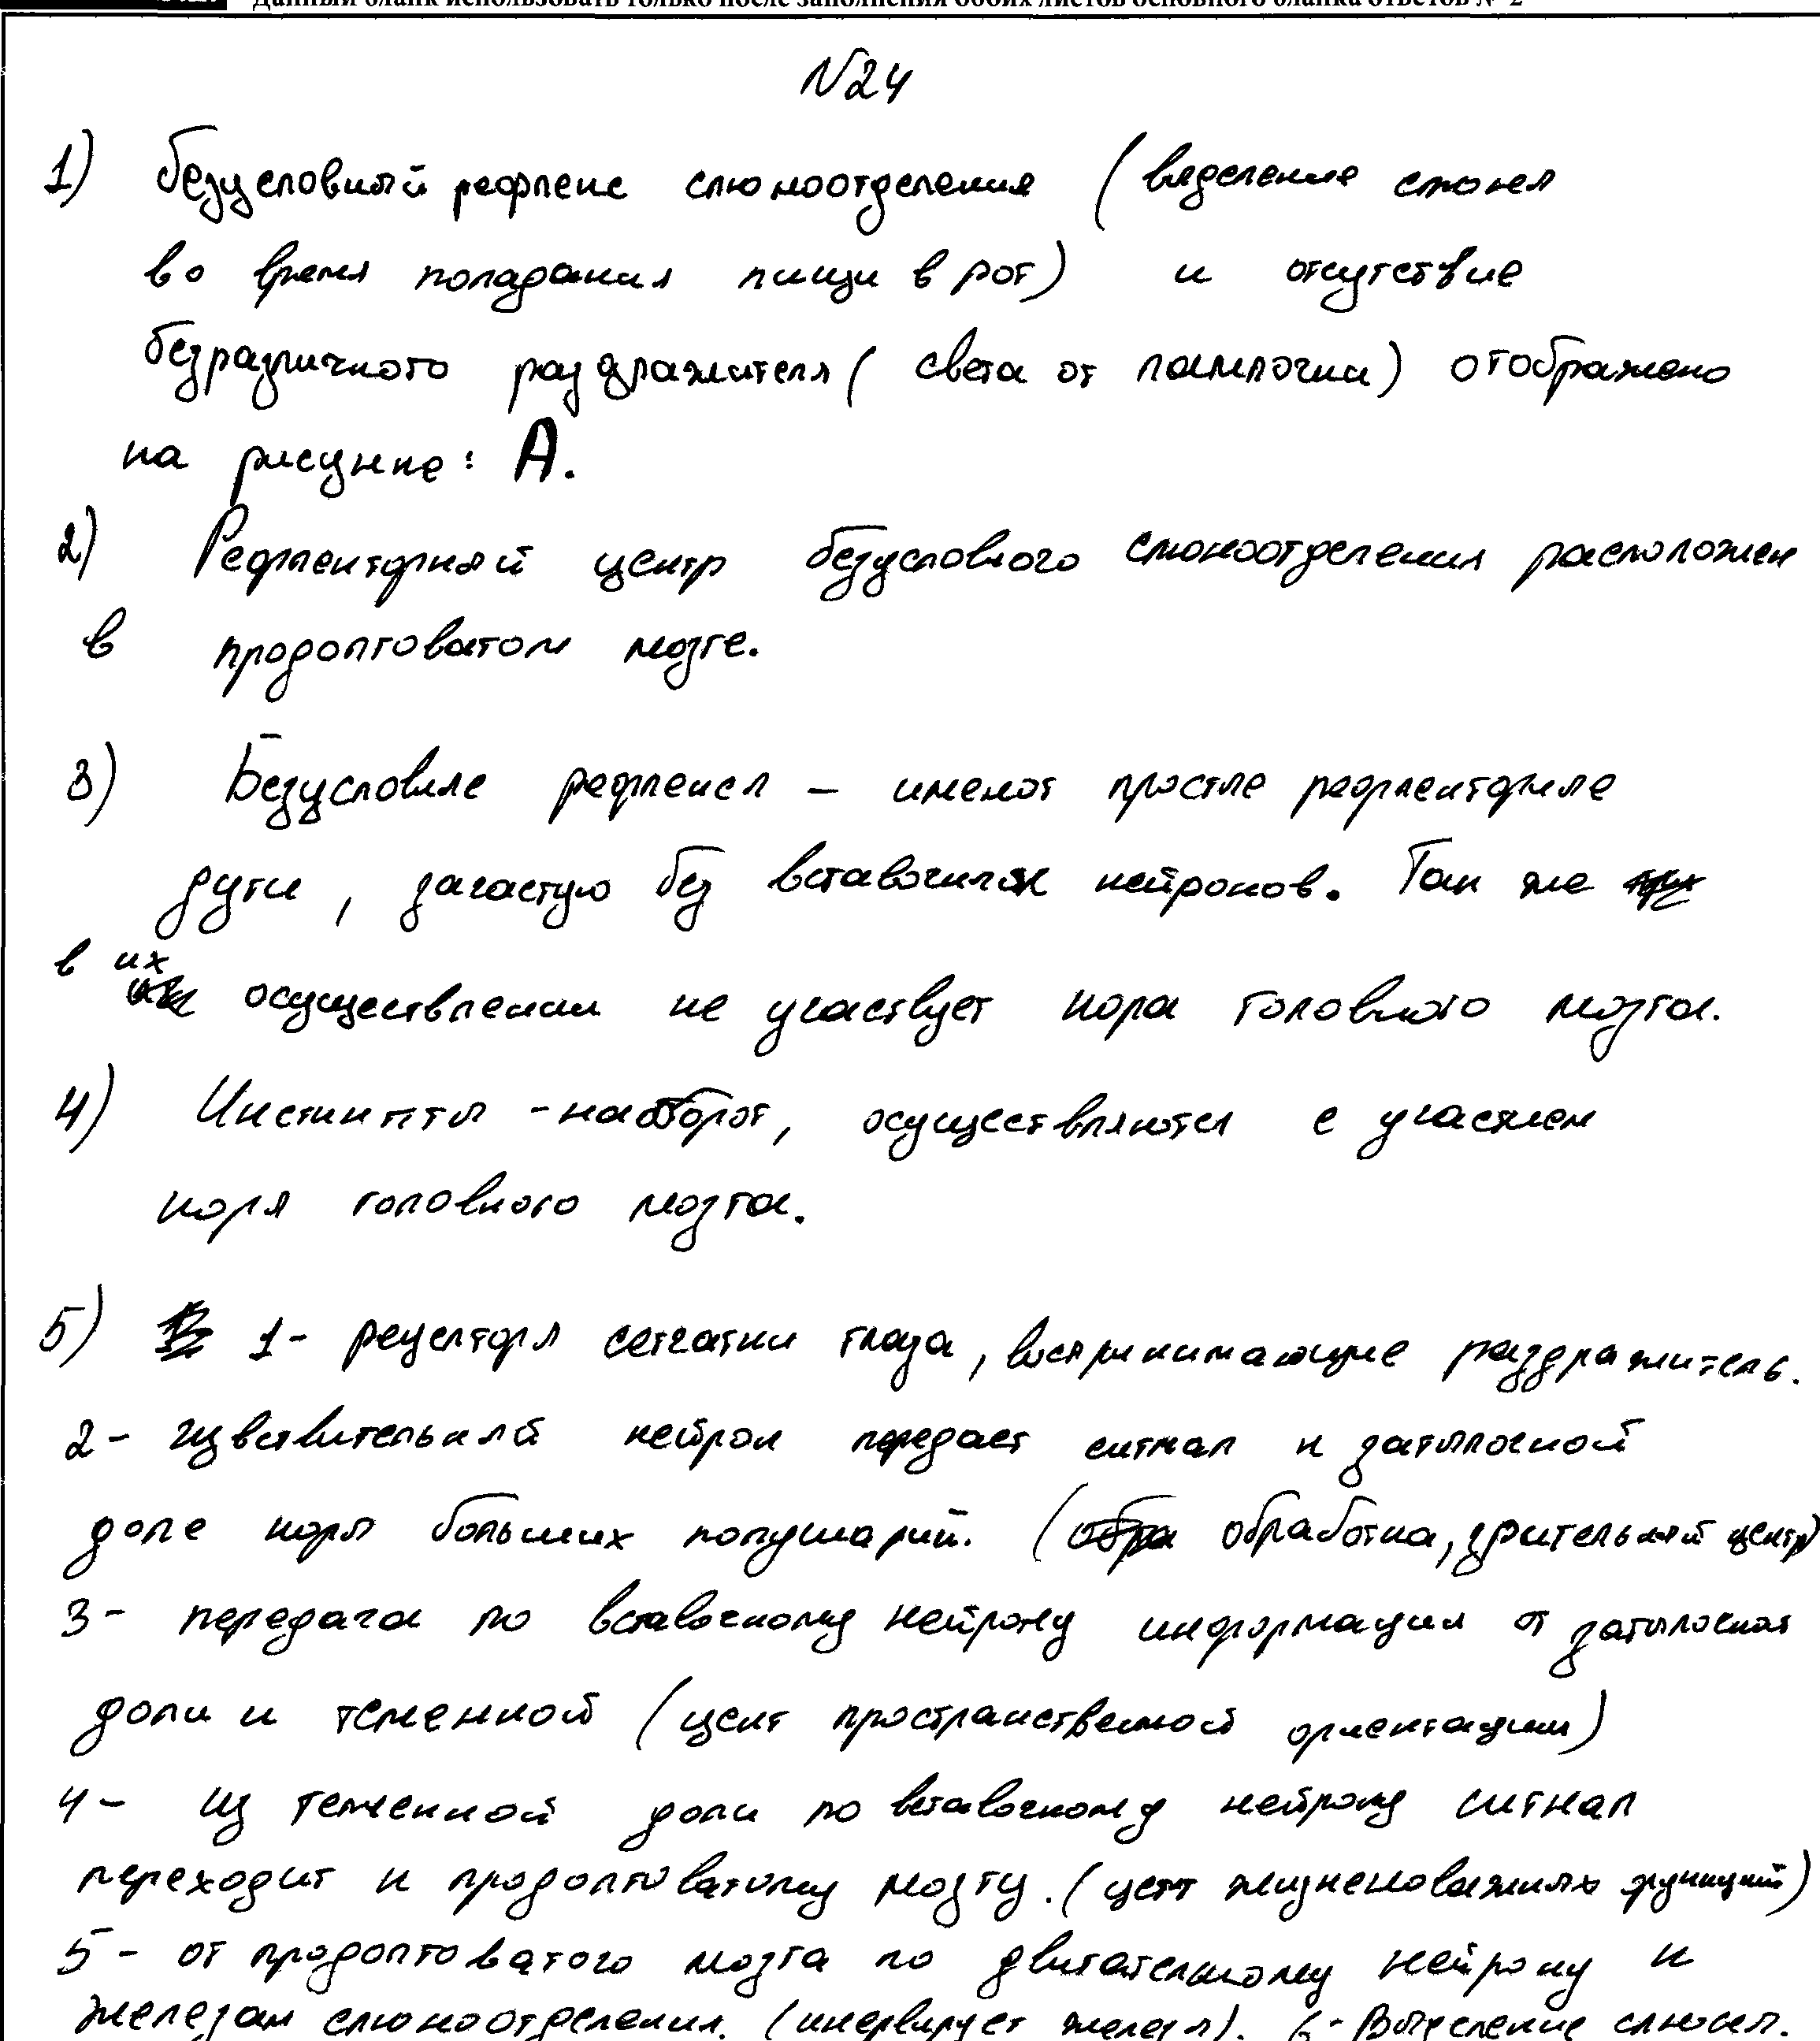 Данный бланк использовать только после заполнения обоих листов основного бланка ответов № 2
№24
1) безусловный рефлекс слюноотделения (выделение слюны
во время попадания пищи в рот) и отсутствие
безразличного раздражителя (света от лампочки) отображено
на рисунке: А.
2) Рефлекторный центр безусловного слюноотделения расположен
в продолговатом мозге.
3) Безусловные рефлексы – имеют простые рефлекторные
дуги, зачастую без вставочных нейронов. Так же
в их осуществлении не участвует кора головного мозга.
4) Инстинкты - наоборот, осуществляются с участием
коры головного мозга.
5) 1- рецепторы сетчатки глаза, воспринимающие раздражитель.
2- чувствительный нейрон передает сигнал к затылочной
доле коры больших полушарий. (обра обработка, зрительный центр)
3- передача по вставочному нейрону информации от затылочной
доли к теменной (цент пространственной ориентации)
4- из теменной доли по вставочному нейрону сигнал
переходит к продолговатому мозгу. (цент жизненоважных функций)
5- от продолговатого мозга по двигательному нейрону к
железам слюноотделения. (инервирует железы). 6- Выделение слюны.